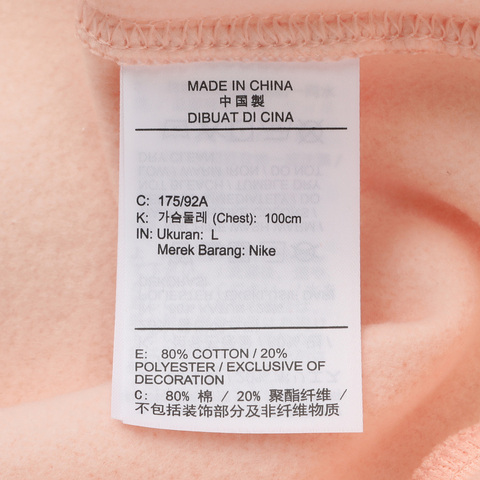 MADE IN CHINA
中国製
DIBUAT DI CINA
C: 175/92A
K: 가슴둘레 (Chest): 100cm
IN: Ukuran: L
Merek Barang: Nike
E: 80% COTTON / 20%
POLYESTER / EXCLUSIVE OF
DECORATION
C: 80% 棉 / 20% 聚酯纤维 /
不包括装饰部分及非纤维物质